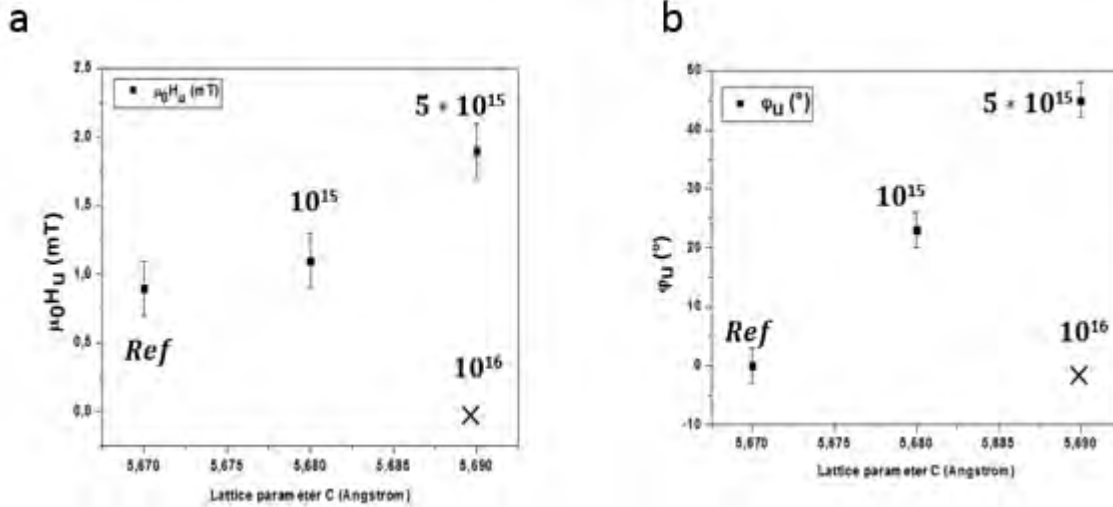 a
b
μ₀Hᵤ (mT)
2,5
2,0
1,5
1,0
0,5
0,0
μ₀Hᵤ (mT)
5 * 10¹⁵
10¹⁵
Ref
10¹⁶
5,670 5,675 5,680 5,685 5,690
Lattice parameter C (Angstrom)
φᵤ (°)
50
40
30
20
10
0
-10
φᵤ (°)
5 * 10¹⁵
10¹⁵
Ref
10¹⁶
5,670 5,675 5,680 5,685 5,690
Lattice parameter C (Angstrom)